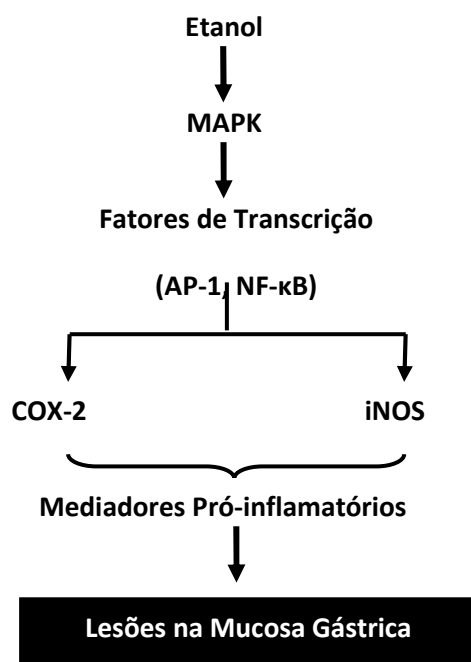 Etanol
MAPK
Fatores de Transcrição
(AP-1, NF-κB)
COX-2 iNOS
Mediadores Pró-inflamatórios
Lesões na Mucosa Gástrica